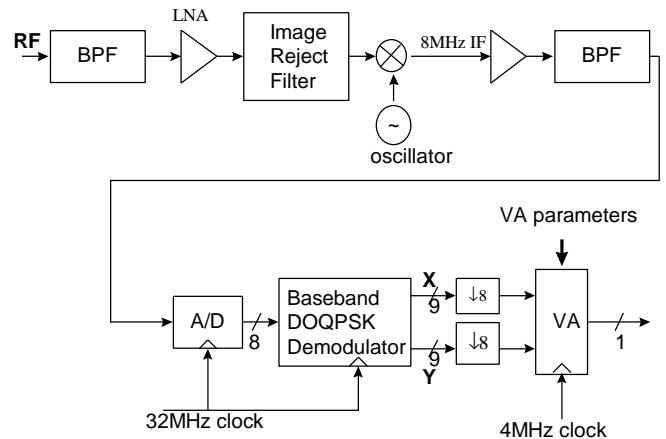 RF
BPF
LNA
Image
Reject
Filter
8MHz IF
BPF
~
oscillator
VA parameters
A/D
8
Baseband
DOQPSK
Demodulator
X
9
↓8
9
Y
↓8
VA
1
32MHz clock
4MHz clock